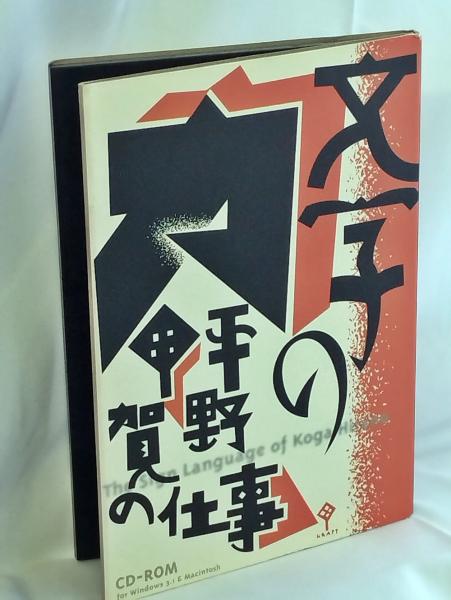 文字の
力
平野
甲賀の
仕事
The Sign Language of Koga Hirano
KRAFT
CD-ROM
for Windows 3.1 & Macintosh